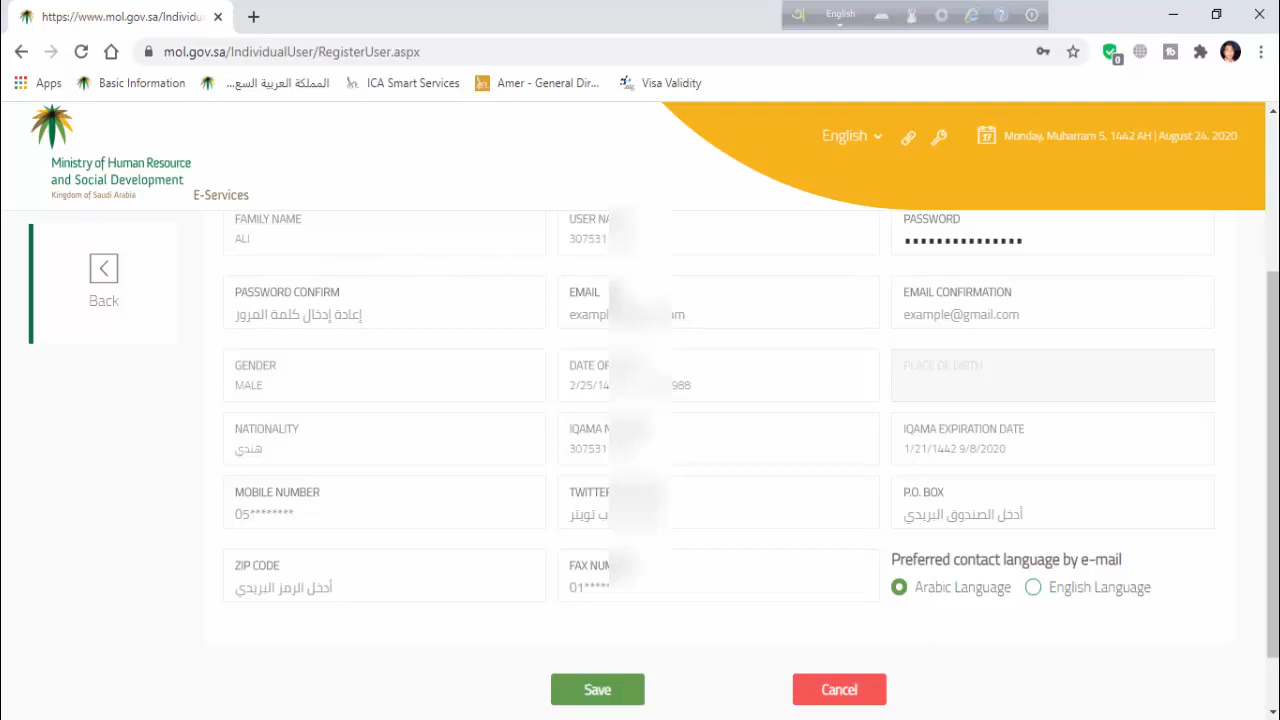 https://www.mol.gov.sa/Individu
English
mol.gov.sa/IndividualUser/RegisterUser.aspx
0
Apps
Basic Information
المملكة العربية السع...
ICA Smart Services
Amer - General Dir...
Visa Validity
Ministry of Human Resource
and Social Development
Kingdom of Saudi Arabia
E-Services
English
17
Monday, Muharram 5, 1442 AH | August 24, 2020
Back
FAMILY NAME
ALI
USER NA
307531
PASSWORD
•••••••••••••••
PASSWORD CONFIRM
إعادة إدخال كلمة المرور
EMAIL
exampl om
EMAIL CONFIRMATION
example@gmail.com
GENDER
MALE
DATE OF
2/25/14 988
PLACE OF BIRTH
NATIONALITY
هندي
IQAMA N
307531
IQAMA EXPIRATION DATE
1/21/1442 9/8/2020
MOBILE NUMBER
05********
TWITTER
ب تويتر
P.O. BOX
أدخل الصندوق البريدي
ZIP CODE
أدخل الرمز البريدي
FAX NUM
01*****
Preferred contact language by e-mail
Arabic Language
English Language
Save
Cancel